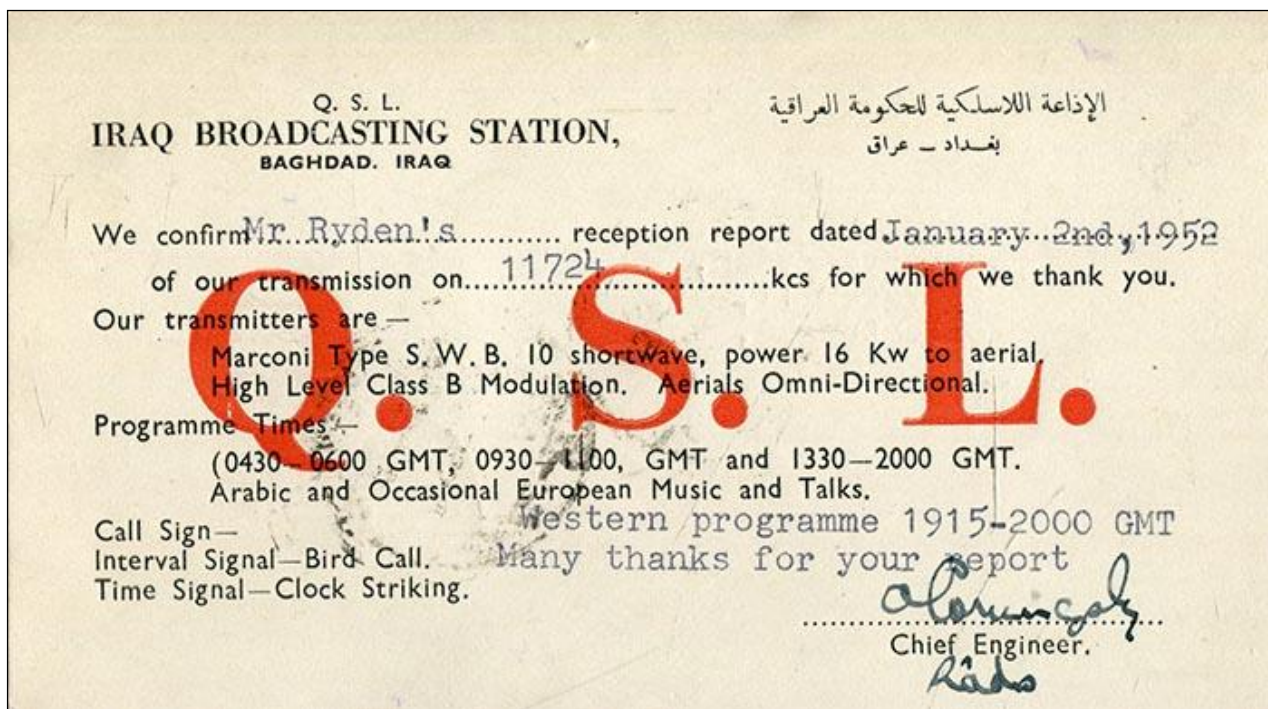 Q. S. L.
IRAQ BROADCASTING STATION,
BAGHDAD. IRAQ
الإذاعة اللاسلكية للحكومة العراقية
بغداد - عراق
We confirm Mr Ryden's reception report dated January 2nd, 1952
of our transmission on 11724 kcs for which we thank you.
Our transmitters are —
Marconi Type S. W. B. 10 shortwave, power 16 Kw to aerial.
High Level Class B Modulation. Aerials Omni-Directional.
Programme Times —
(0430—0600 GMT, 0930—1100, GMT and 1330—2000 GMT.
Arabic and Occasional European Music and Talks.
Western programme 1915-2000 GMT
Call Sign—
Interval Signal—Bird Call.
Many thanks for your report
Time Signal—Clock Striking.
Chief Engineer.
Radio
Q. S. L.